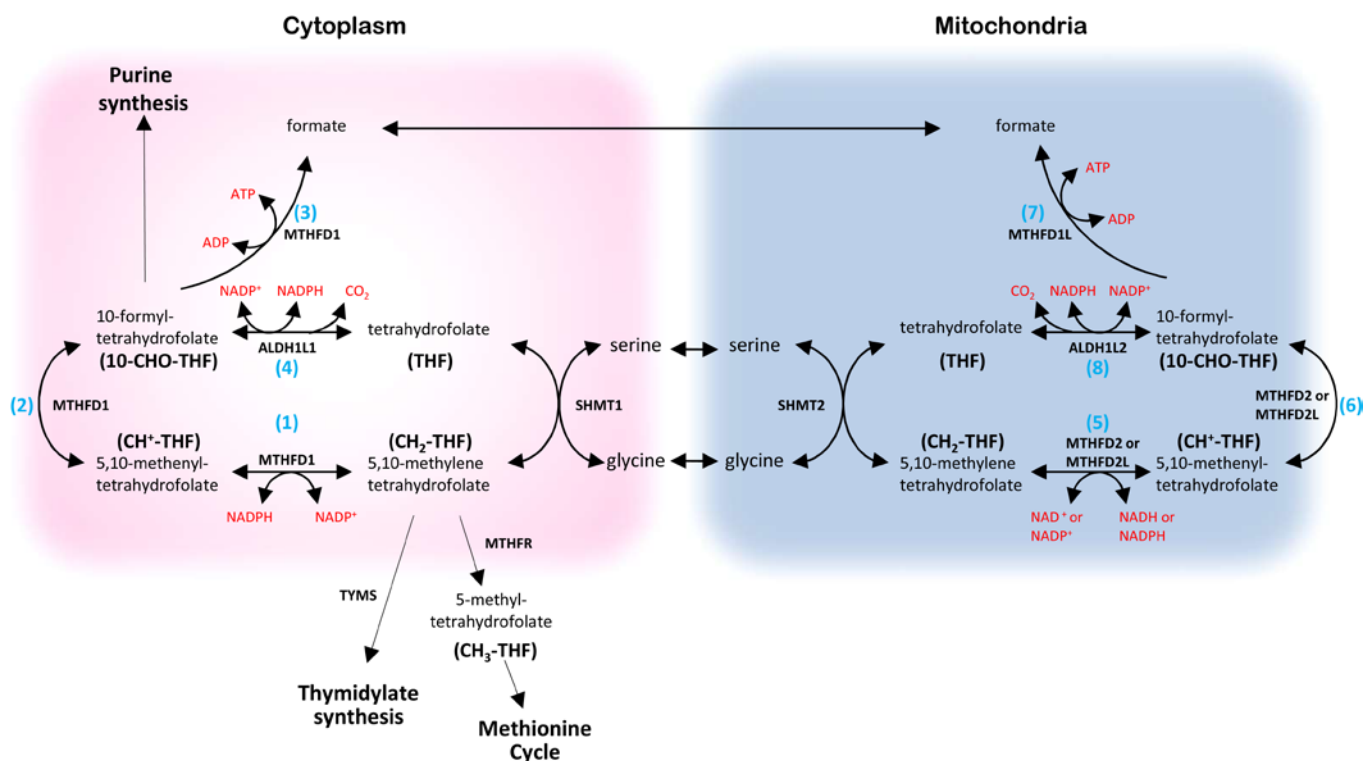 Cytoplasm
Mitochondria
Purine
synthesis
formate
formate
ATP
(3)
ADP
MTHFD1
ATP
(7)
ADP
MTHFD1L
NADP⁺
NADPH
CO₂
10-formyl-
tetrahydrofolate
(10-CHO-THF)
ALDH1L1
(4)
tetrahydrofolate
(THF)
serine
serine
tetrahydrofolate
(THF)
CO₂
NADPH
NADP⁺
ALDH1L2
(8)
10-formyl-
tetrahydrofolate
(10-CHO-THF)
(2)
MTHFD1
SHMT1
SHMT2
MTHFD2 or
MTHFD2L
(6)
(CH⁺-THF)
5,10-methenyl-
tetrahydrofolate
(1)
MTHFD1
NADPH
NADP⁺
(CH₂-THF)
5,10-methylene
tetrahydrofolate
glycine
glycine
(CH₂-THF)
5,10-methylene
tetrahydrofolate
(5)
MTHFD2 or
MTHFD2L
NAD⁺ or
NADP⁺
NADH or
NADPH
(CH⁺-THF)
5,10-methenyl-
tetrahydrofolate
MTHFR
TYMS
5-methyl-
tetrahydrofolate
(CH₃-THF)
Thymidylate
synthesis
Methionine
Cycle